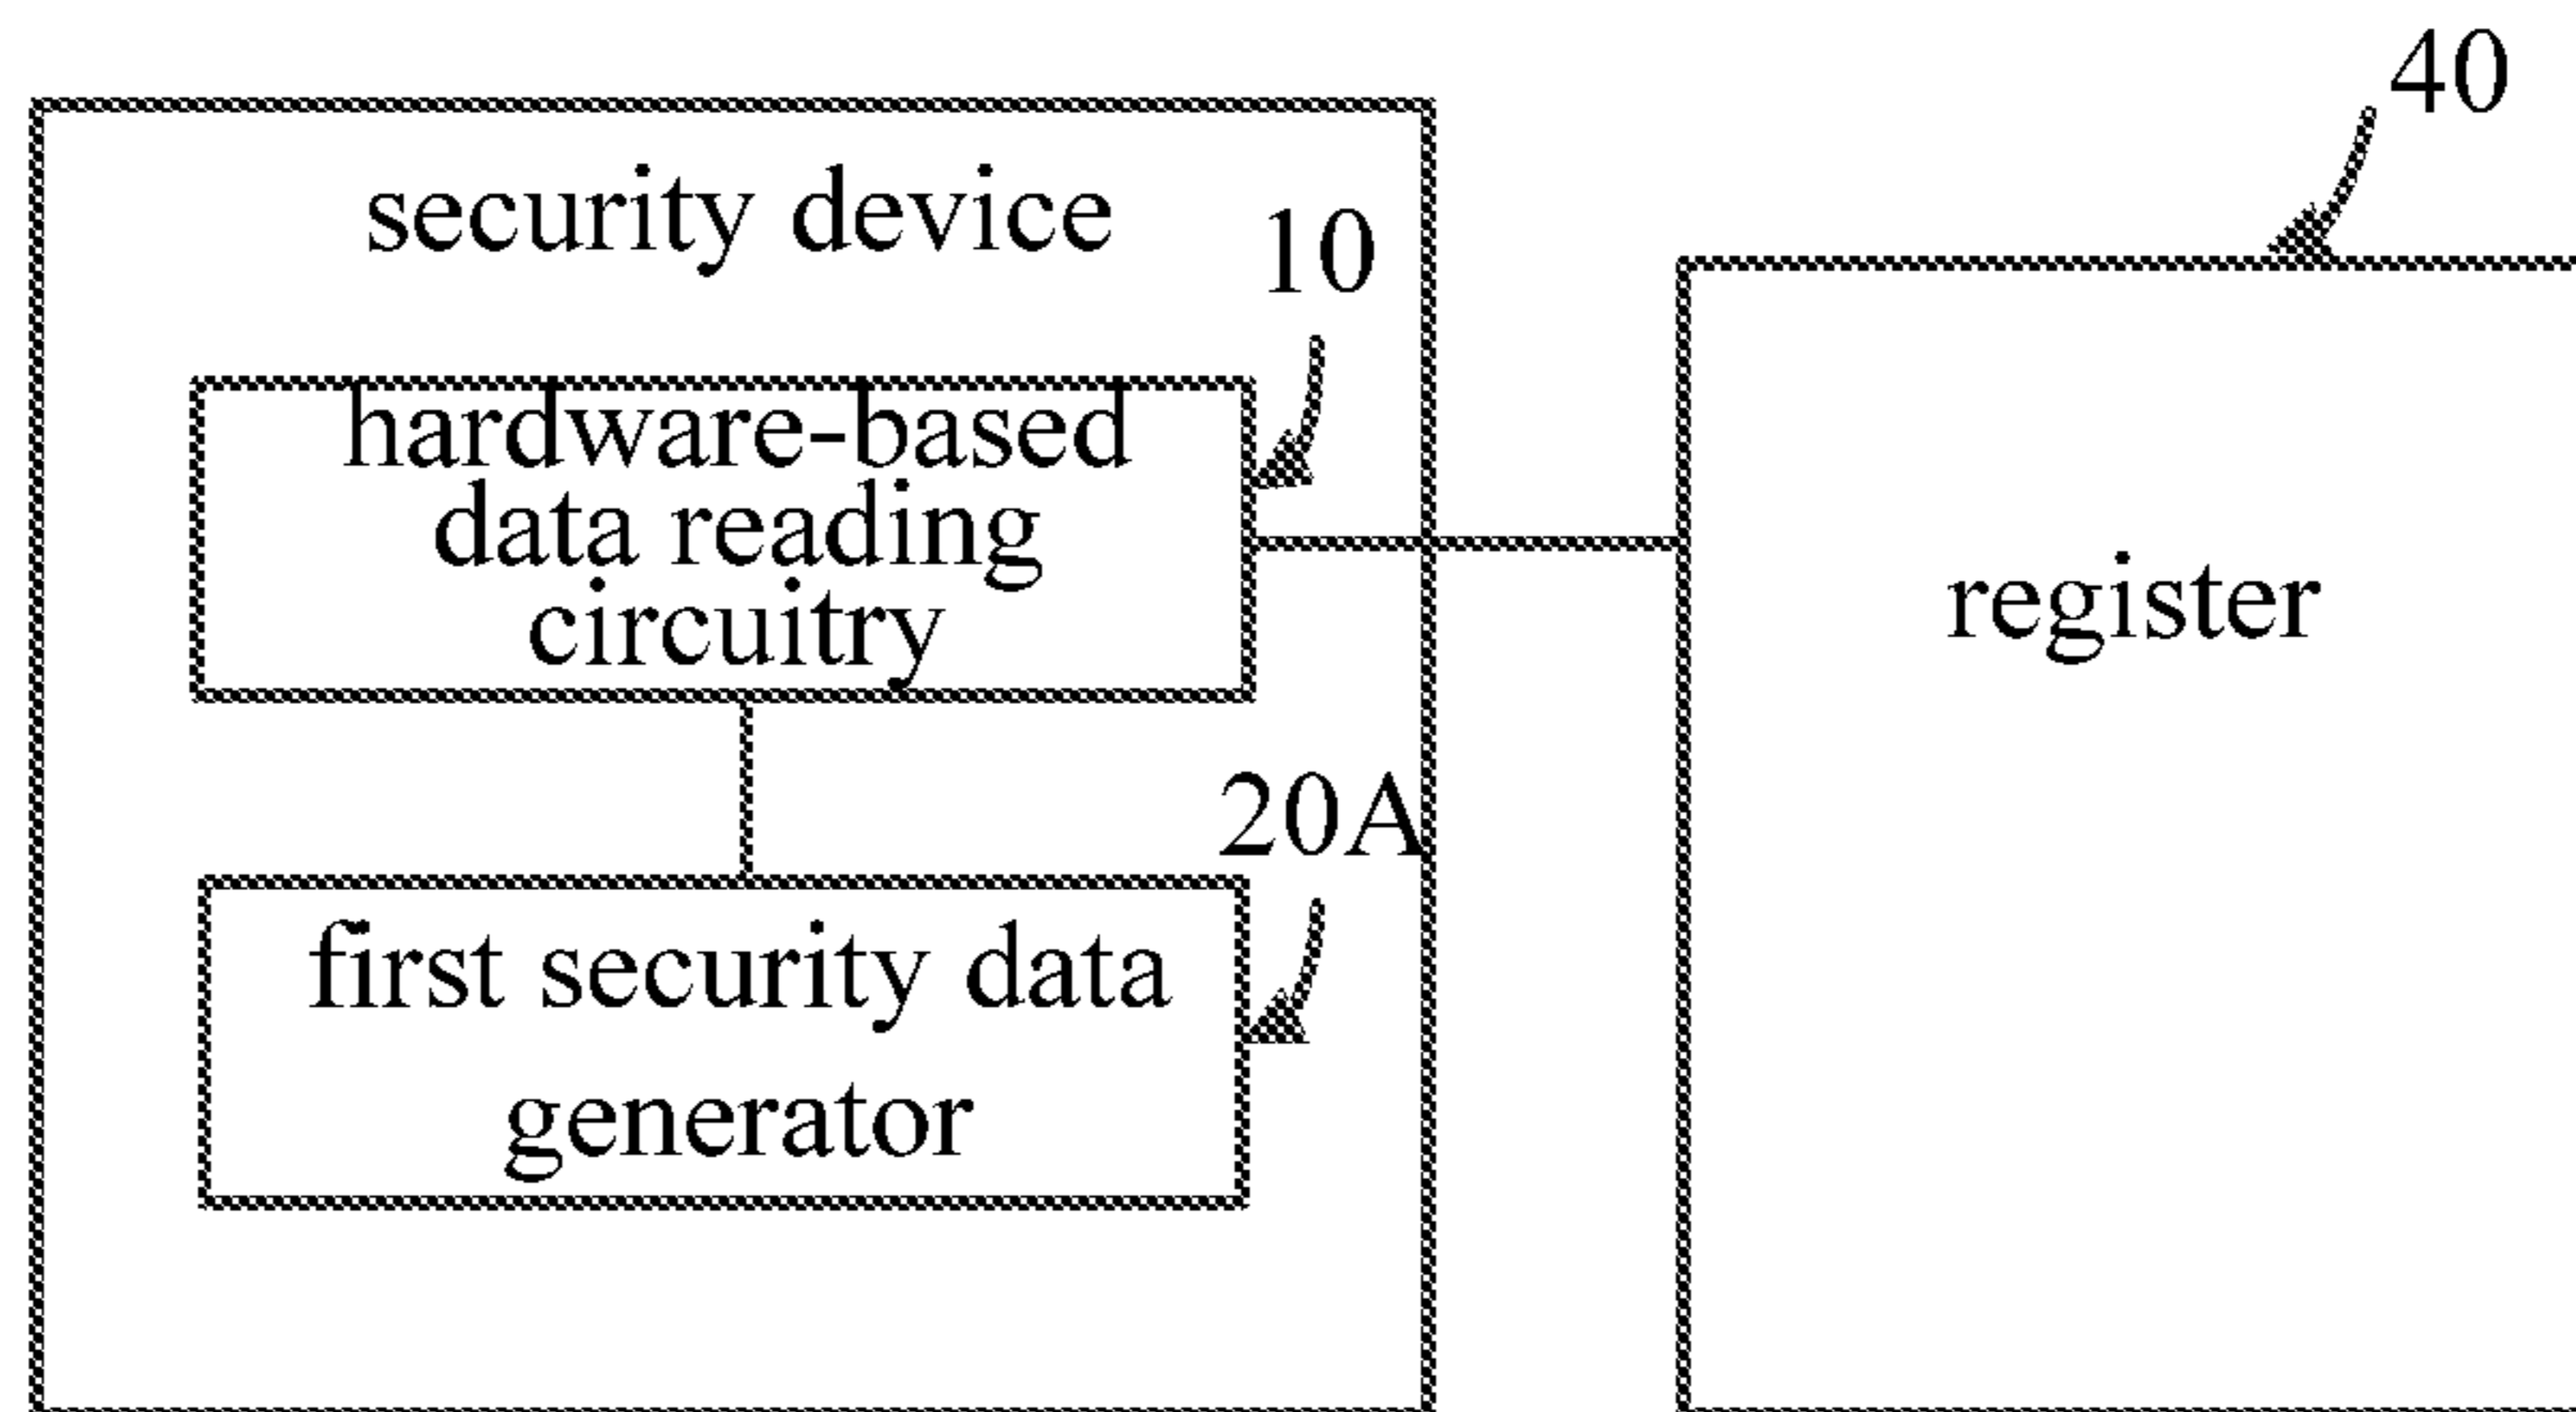 40
security device
10
hardware-based
data reading
circuitry
register
20A
first security data
generator